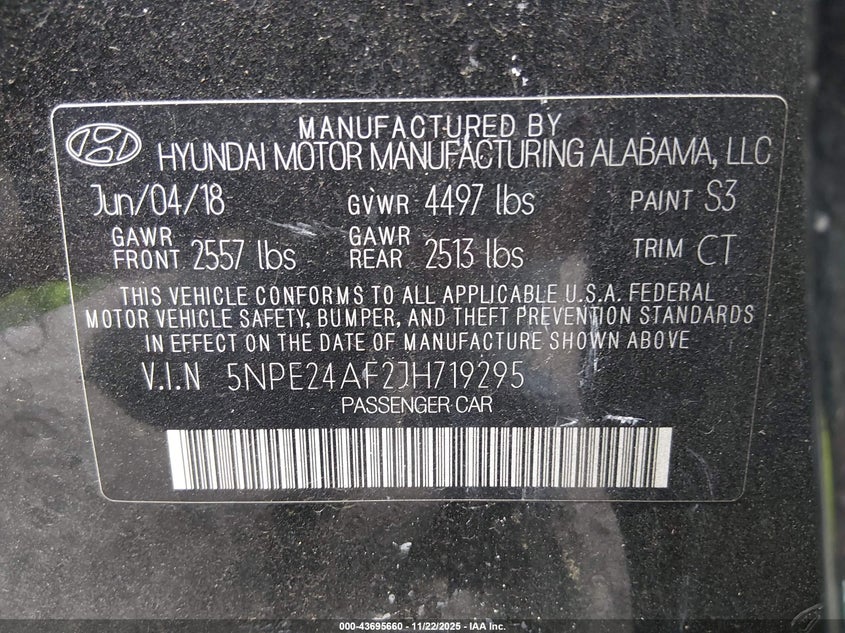 MANUFACTURED BY
HYUNDAI MOTOR MANUFACTURING ALABAMA, LLC
Jun/04/18 GVWR 4497 lbs PAINT S3
GAWR FRONT 2557 lbs GAWR REAR 2513 lbs TRIM CT
THIS VEHICLE CONFORMS TO ALL APPLICABLE U.S.A. FEDERAL
MOTOR VEHICLE SAFETY, BUMPER, AND THEFT PREVENTION STANDARDS
IN EFFECT ON THE DATE OF MANUFACTURE SHOWN ABOVE
V.I.N 5NPE24AF2JH719295
PASSENGER CAR
000-43695660 - 11/22/2025 - IAA Inc.